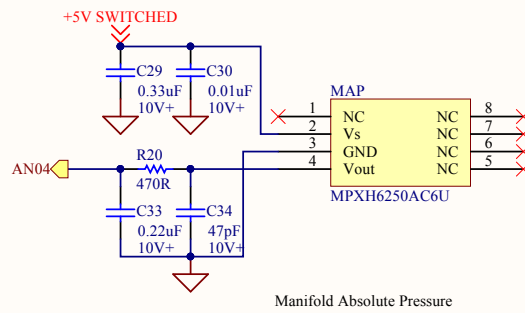 +5V SWITCHED
C29
0.33uF
10V+
C30
0.01uF
10V+
MAP
1 NC NC 8
2 Vs NC 7
3 GND NC 6
4 Vout NC 5
MPXH6250AC6U
AN04
R20
470R
C33
0.22uF
10V+
C34
47pF
10V+
Manifold Absolute Pressure